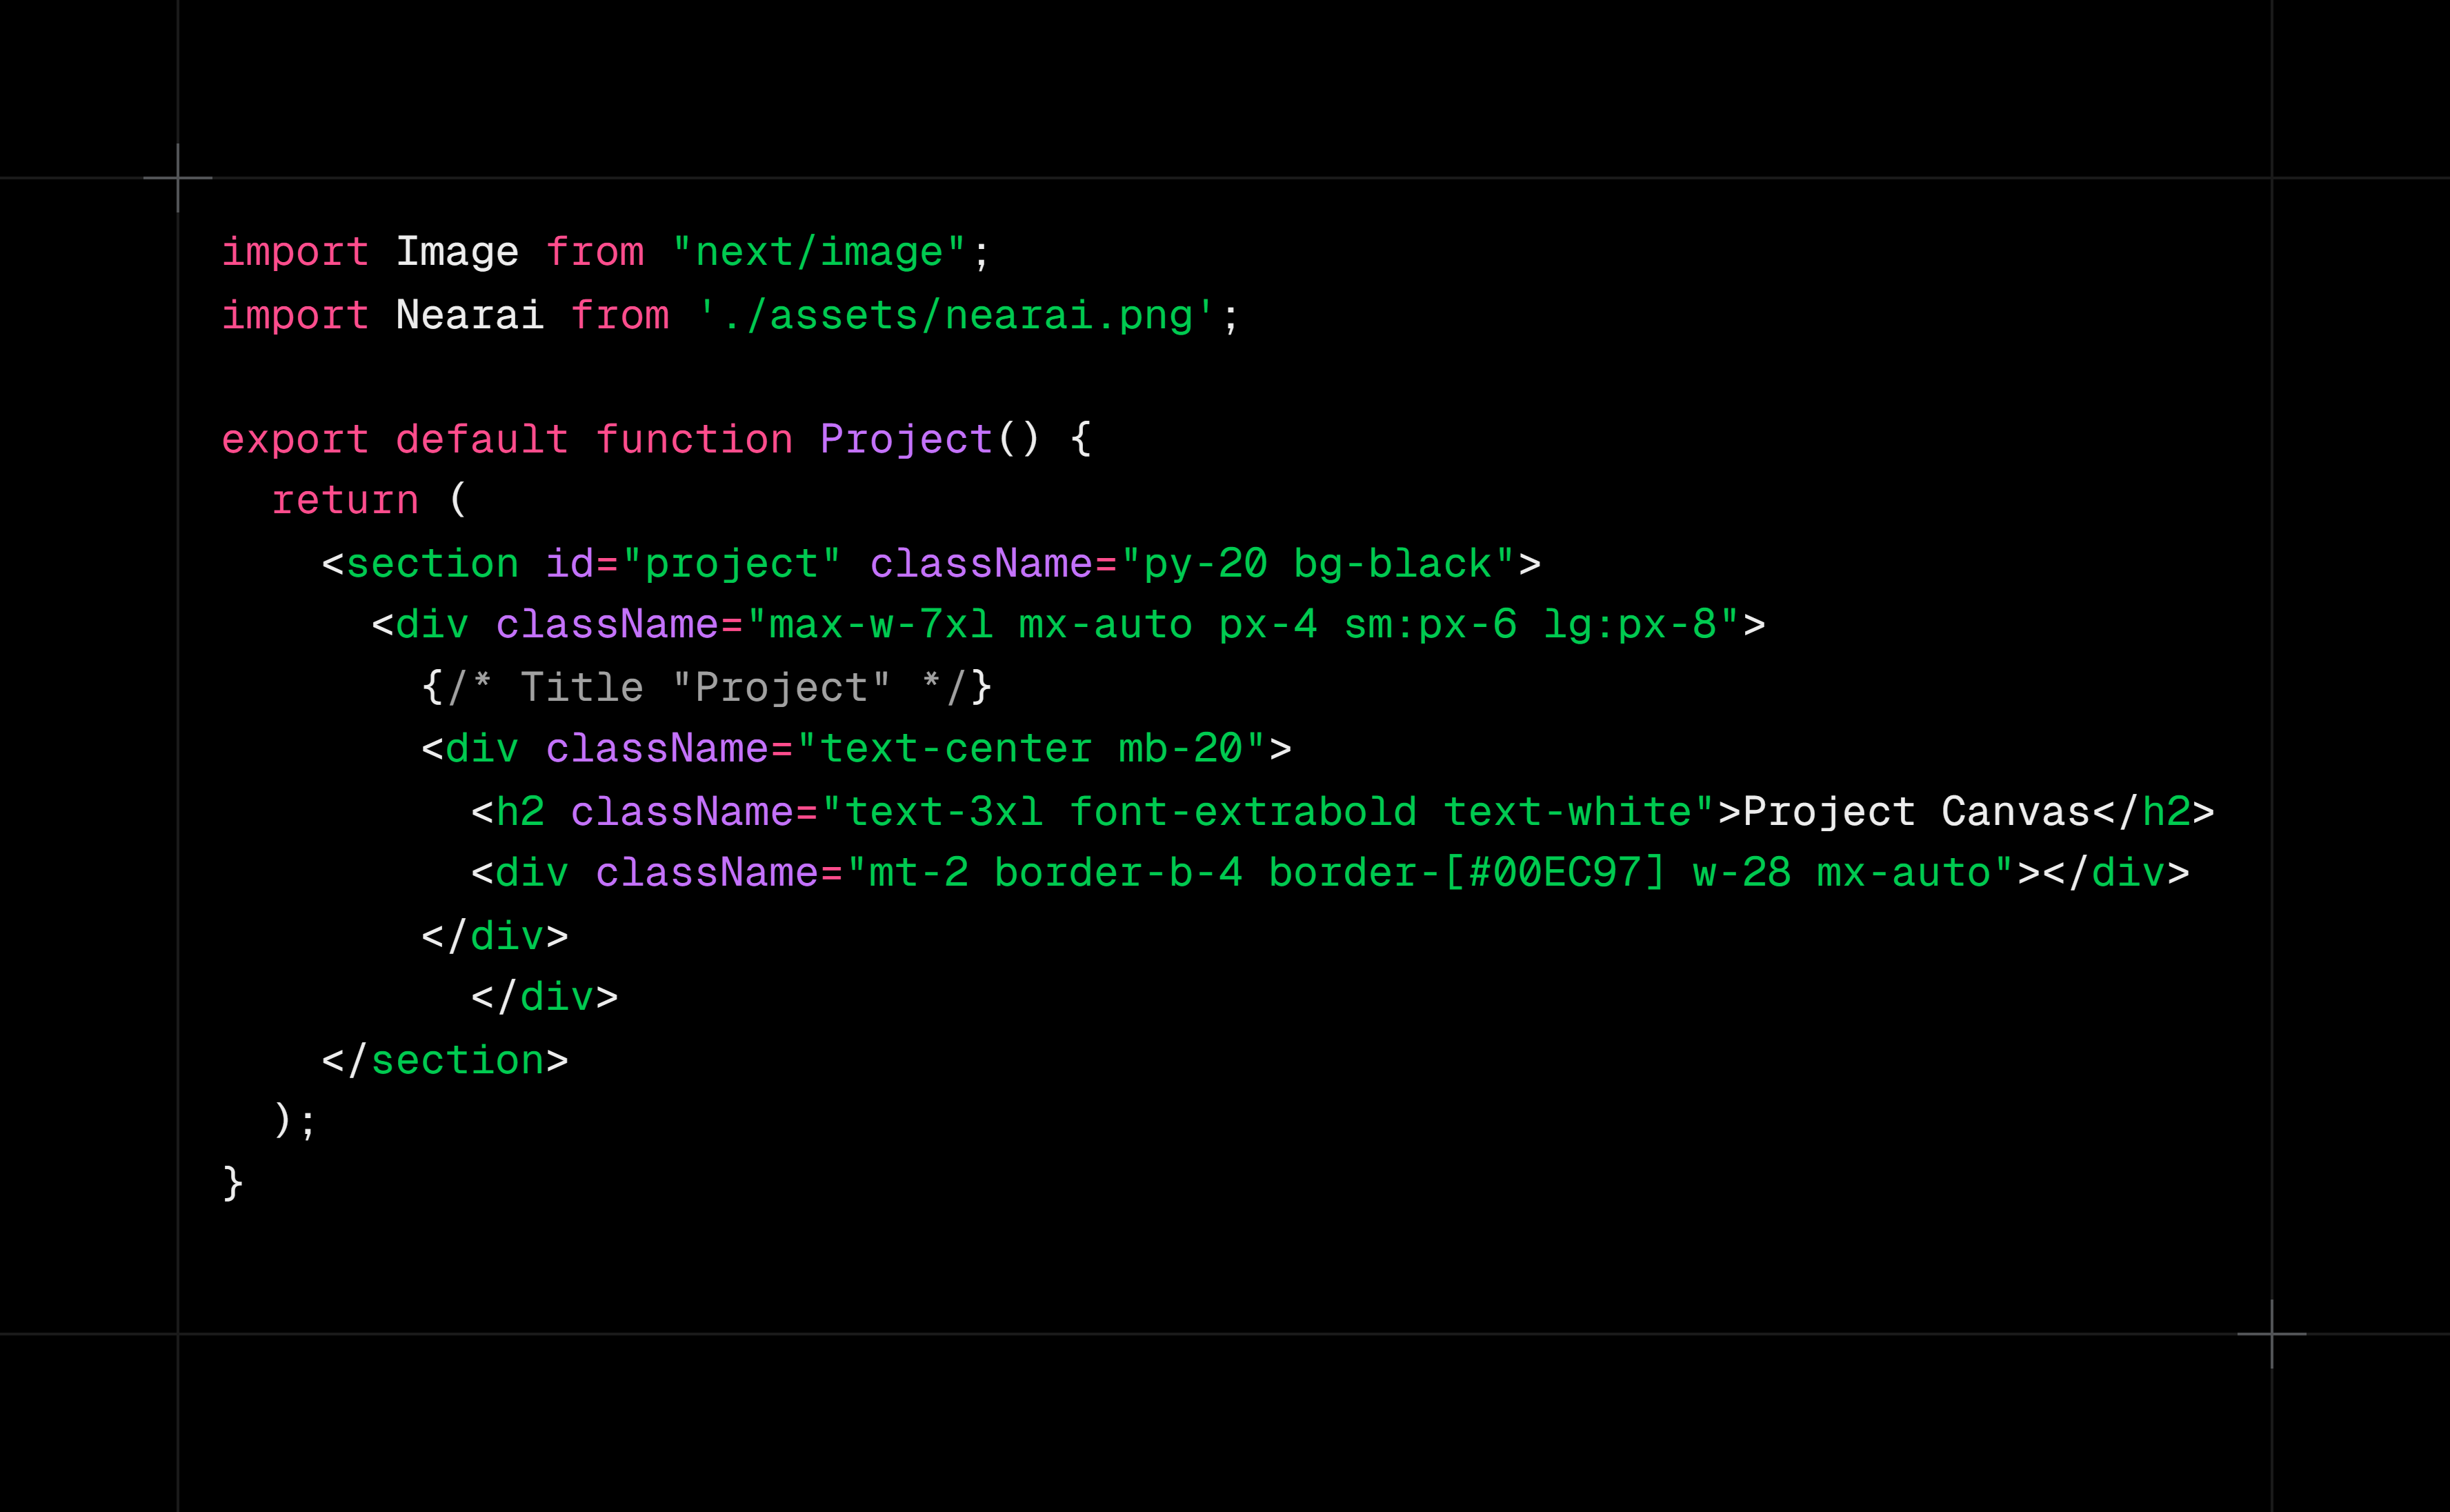 import Image from "next/image";
import Nearai from './assets/nearai.png';

export default function Project() {
  return (
    <section id="project" className="py-20 bg-black">
      <div className="max-w-7xl mx-auto px-4 sm:px-6 lg:px-8">
        {/* Title "Project" */}
        <div className="text-center mb-20">
          <h2 className="text-3xl font-extrabold text-white">Project Canvas</h2>
          <div className="mt-2 border-b-4 border-[#00EC97] w-28 mx-auto"></div>
        </div>
          </div>
    </section>
  );
}